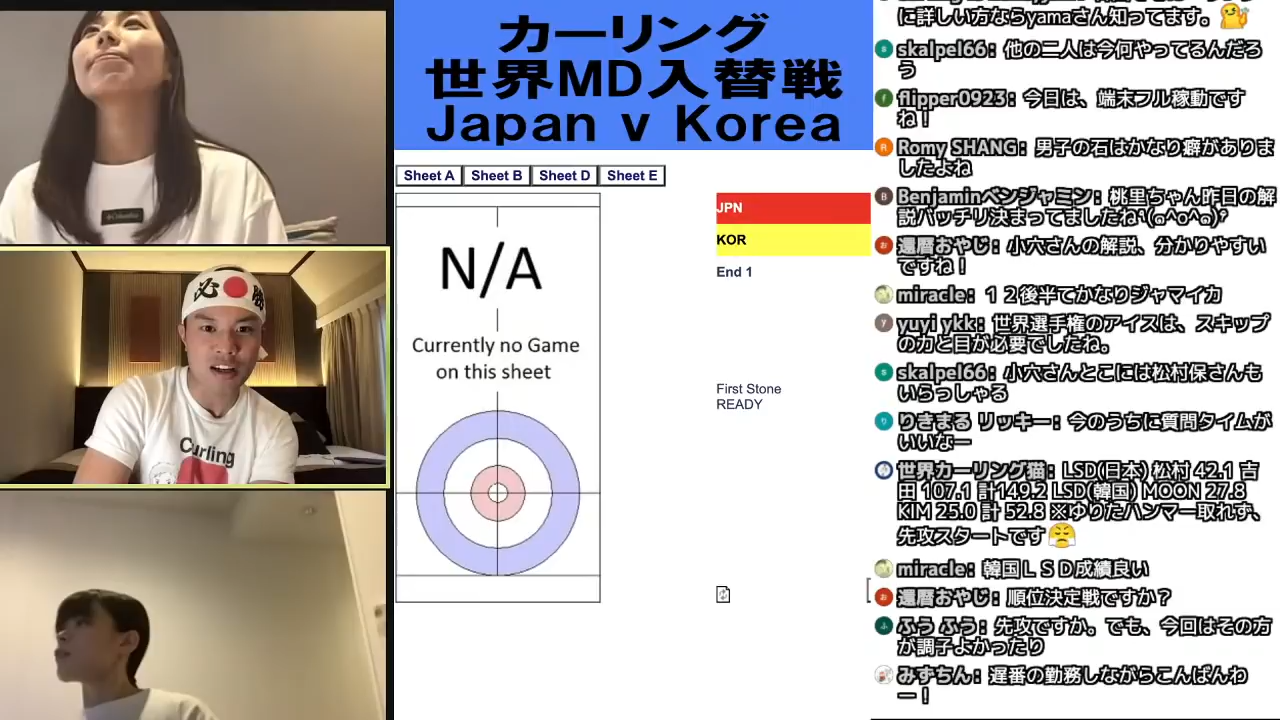 カーリング
世界MD入替戦
Japan v Korea
Sheet A
Sheet B
Sheet D
Sheet E
N/A
Currently no Game
on this sheet
JPN
KOR
End 1
First Stone
READY
必
勝
Curling
Columbia
に詳しい方ならyamaさん知ってます。
skalpel66: 他の二人は今何やってるんだろ
う
flipper0923: 今日は、端末フル稼動です
ね！
Romy SHANG: 男子の石はかなり癖がありま
したよね
Benjaminベンジャミン: 桃里ちゃん昨日の解
説バッチリ決まってましたね
還暦おやじ: 小穴さんの解説、分かりやすい
ですね！
miracle: １２後半てかなりジャマイカ
yuyi ykk: 世界選手権のアイスは、スキップ
の力と目が必要でしたね。
skalpel66: 小穴さんとこには松村保さんも
いらっしゃる
りきまる リッキー: 今のうちに質問タイムが
いいなー
世界カーリング猫: LSD(日本) 松村 42.1 吉
田 107.1 計149.2 LSD(韓国) MOON 27.8
KIM 25.0 計 52.8 ※ゆりたハンマー取れず、
先攻スタートです
miracle: 韓国ＬＳＤ成績良い
還暦おやじ: 順位決定戦ですか？
ふぅ ふぅ: 先攻ですか。でも、今回はその方
が調子よかったり
みずちん: 遅番の勤務しながらこんばんわ
ー！